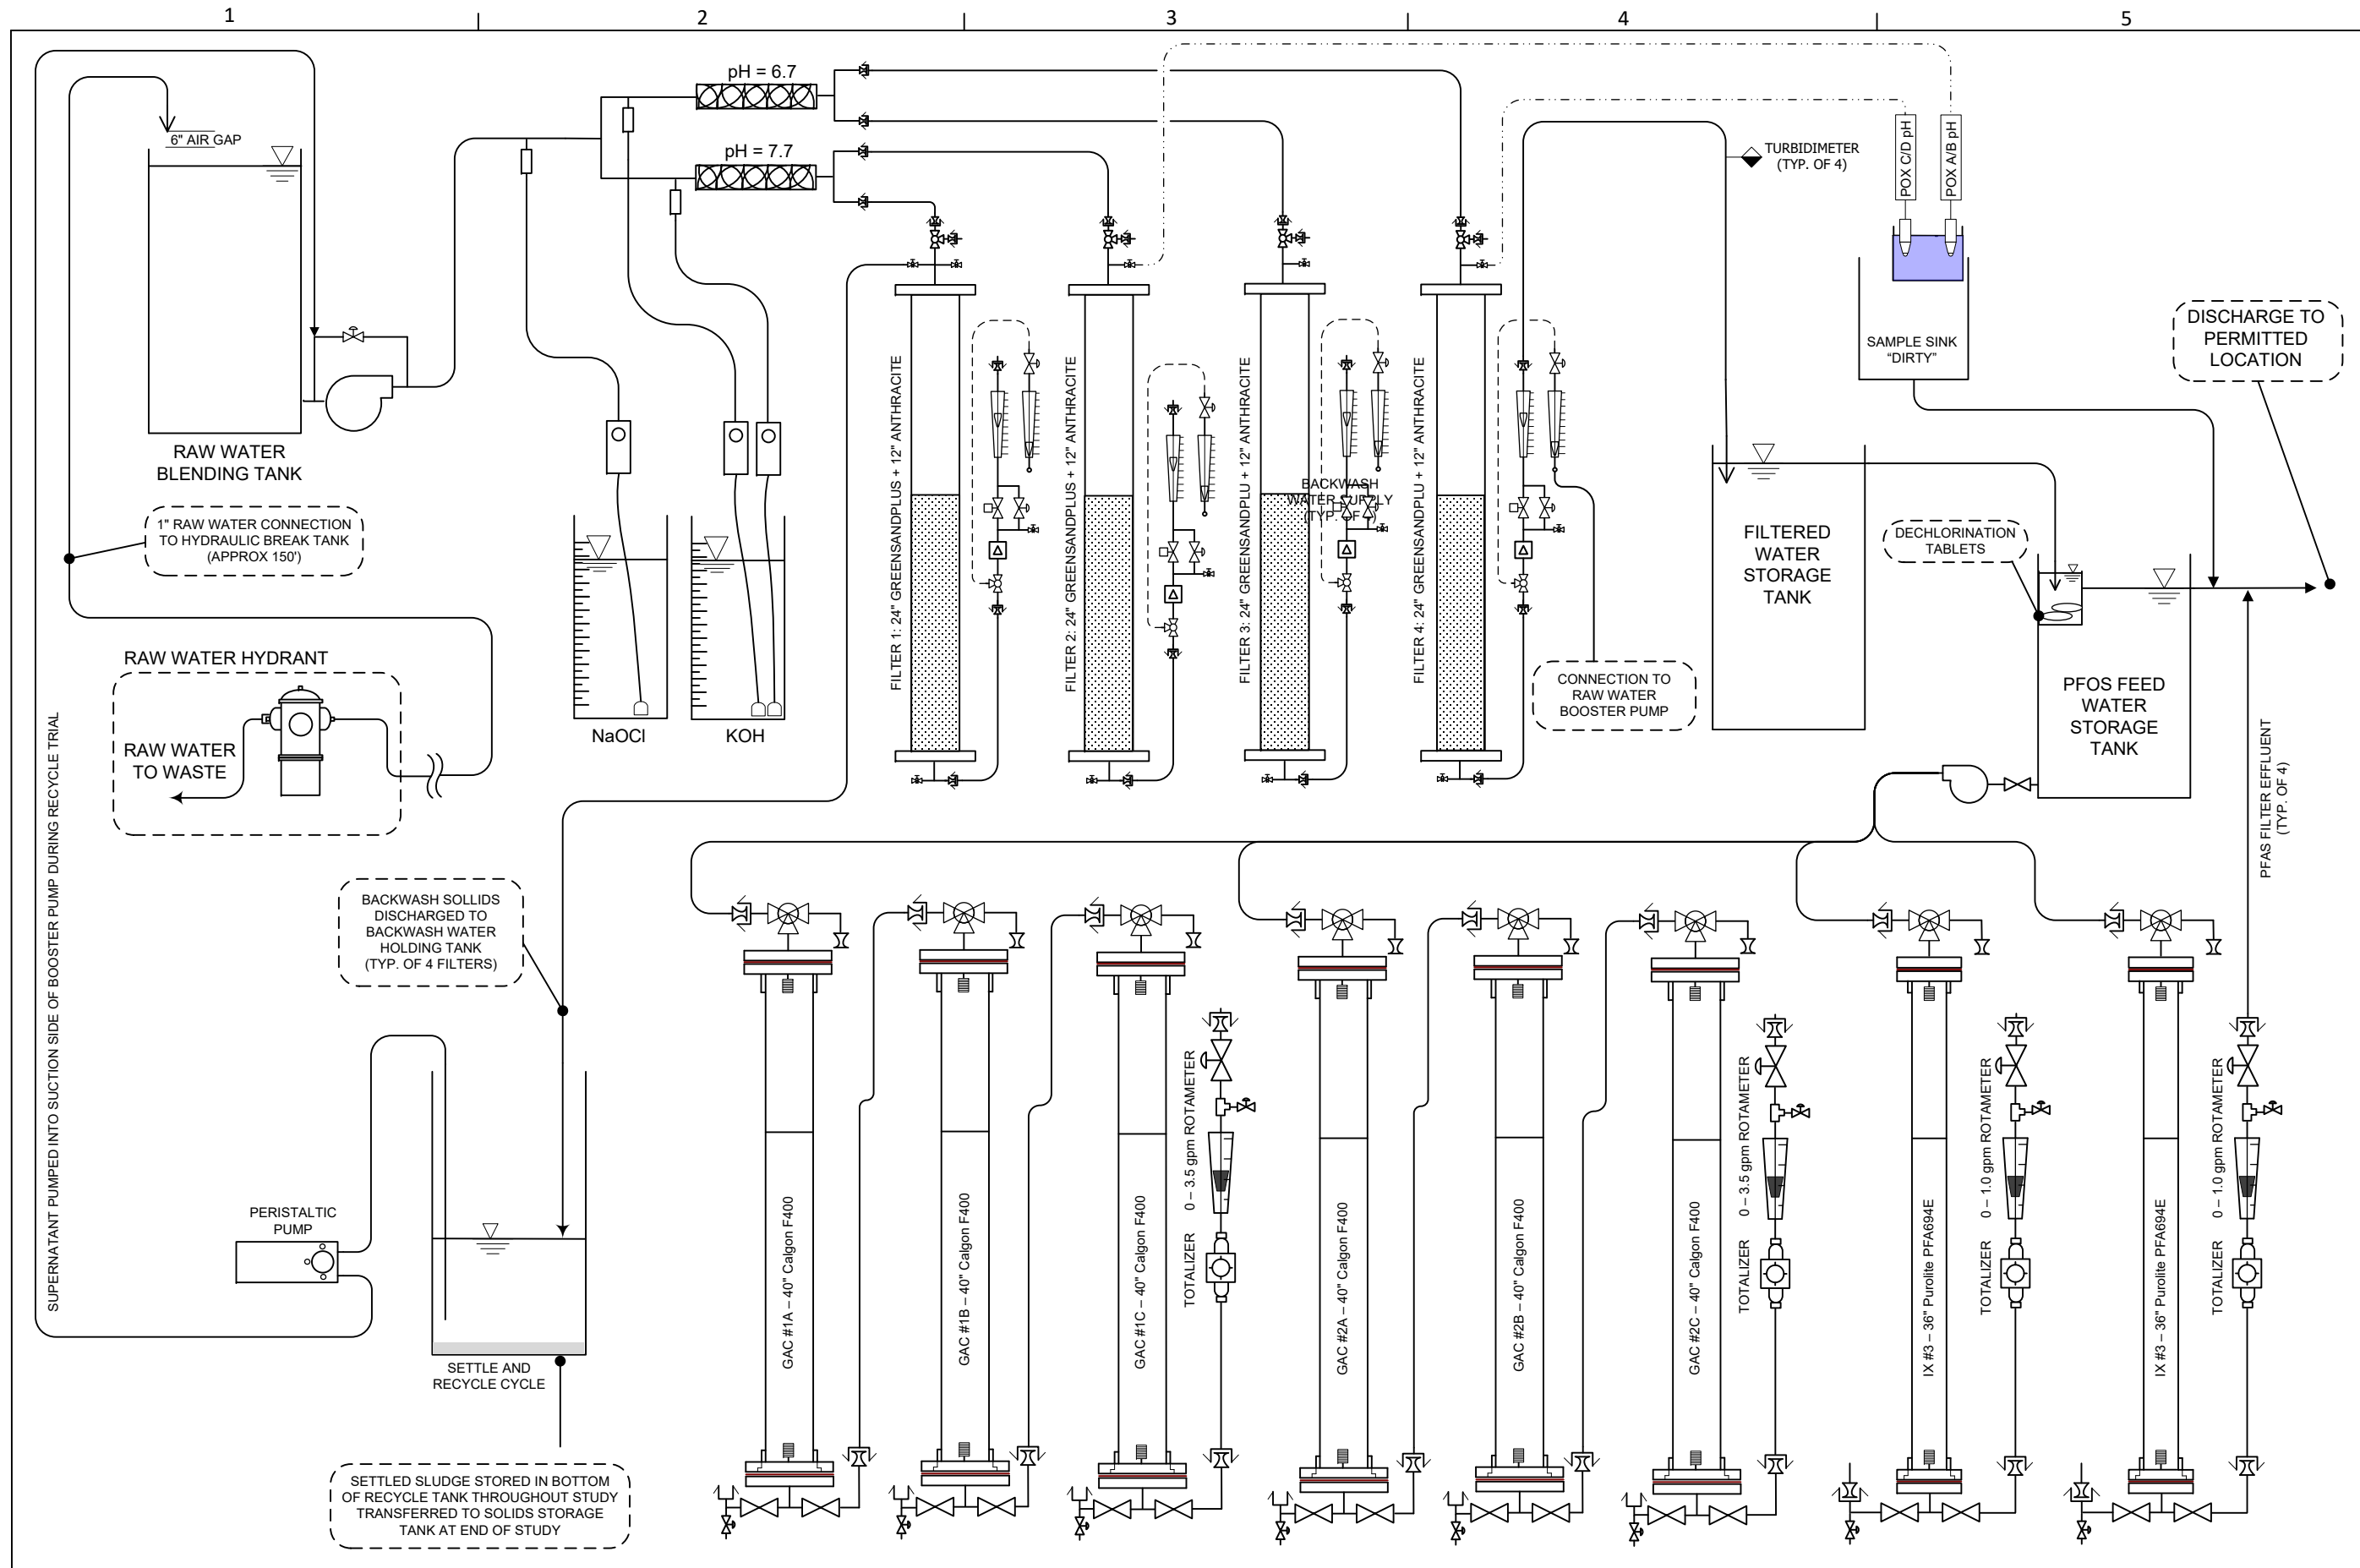 1
2
3
4
5
pH = 6.7
pH = 7.7
6" AIR GAP
RAW WATER
BLENDING TANK
1" RAW WATER CONNECTION
TO HYDRAULIC BREAK TANK
(APPROX 150')
RAW WATER HYDRANT
RAW WATER
TO WASTE
SUPERNATANT PUMPED INTO SUCTION SIDE OF BOOSTER PUMP DURING RECYCLE TRIAL
NaOCl
KOH
FILTER 1: 24" GREENSANDPLUS + 12" ANTHRACITE
FILTER 2: 24" GREENSANDPLUS + 12" ANTHRACITE
FILTER 3: 24" GREENSANDPLU + 12" ANTHRACITE
FILTER 4: 24" GREENSANDPLU + 12" ANTHRACITE
BACKWASH
WATER SUPPLY
(TYP. OF 4)
TURBIDIMETER
(TYP. OF 4)
POX C/D pH
POX A/B pH
SAMPLE SINK
“DIRTY”
DISCHARGE TO
PERMITTED
LOCATION
FILTERED
WATER
STORAGE
TANK
DECHLORINATION
TABLETS
CONNECTION TO
RAW WATER
BOOSTER PUMP
PFOS FEED
WATER
STORAGE
TANK
PFAS FILTER EFFLUENT
(TYP. OF 4)
BACKWASH SOLLIDS
DISCHARGED TO
BACKWASH WATER
HOLDING TANK
(TYP. OF 4 FILTERS)
PERISTALTIC
PUMP
SETTLE AND
RECYCLE CYCLE
SETTLED SLUDGE STORED IN BOTTOM
OF RECYCLE TANK THROUGHOUT STUDY
TRANSFERRED TO SOLIDS STORAGE
TANK AT END OF STUDY
GAC #1A – 40" Calgon F400
GAC #1B – 40" Calgon F400
GAC #1C – 40" Calgon F400
TOTALIZER 0 – 3.5 gpm ROTAMETER
GAC #2A – 40" Calgon F400
GAC #2B – 40" Calgon F400
GAC #2C – 40" Calgon F400
TOTALIZER 0 – 3.5 gpm ROTAMETER
IX #3 – 36" Purolite PFA694E
TOTALIZER 0 – 1.0 gpm ROTAMETER
IX #3 – 36" Purolite PFA694E
TOTALIZER 0 – 1.0 gpm ROTAMETER